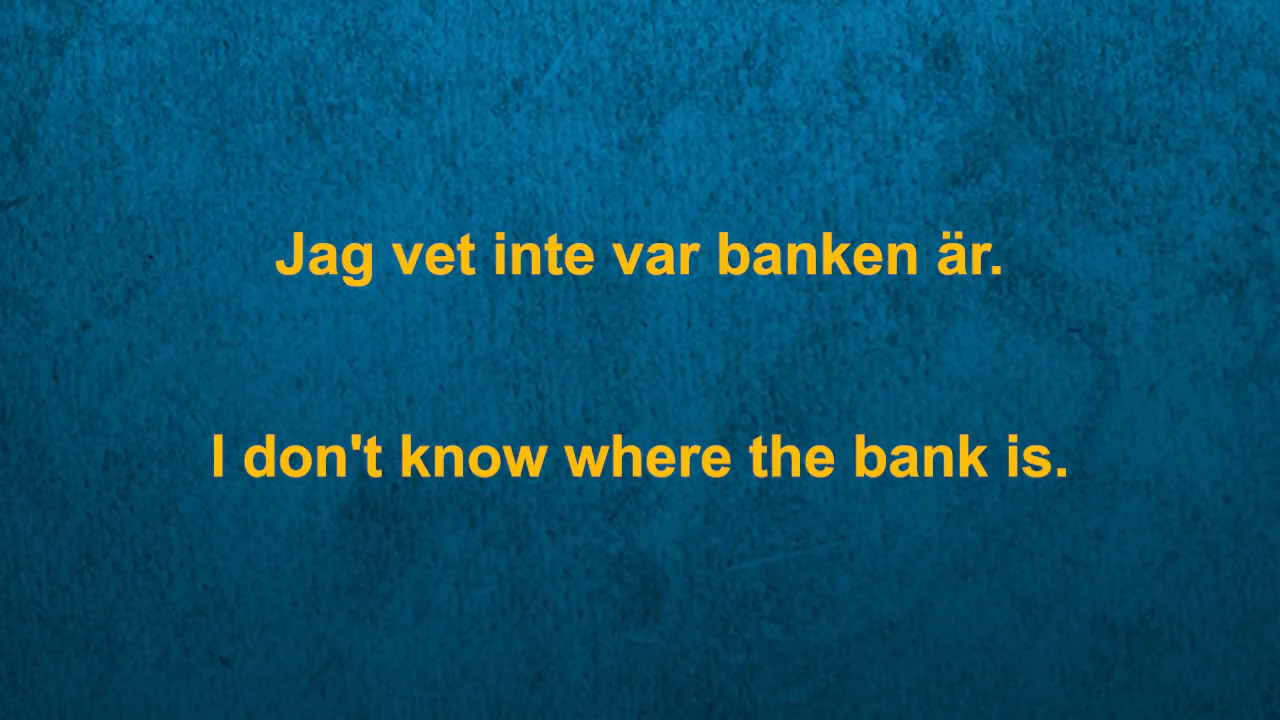 Jag vet inte var banken är.
I don't know where the bank is.